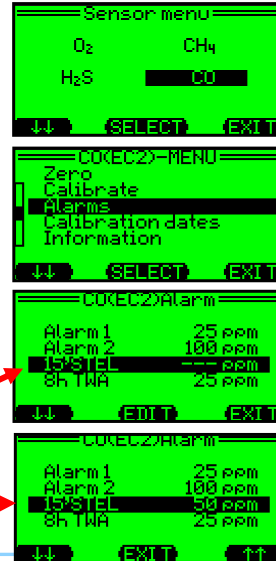 Sensor menu
O₂ CH₄
H₂S CO
↓↓ (SELECT) (EXIT
CO(EC2)-MENU
Zero
Calibrate
Alarms
Calibration dates
Information
↓↓ (SELECT) (EXIT
CO(EC2)Alarm
Alarm 1 25 ppm
Alarm 2 100 ppm
15'STEL --- ppm
8h TWA 25 ppm
↓↓ (EDIT) (EXIT
CO(EC2)Alarm
Alarm 1 25 ppm
Alarm 2 100 ppm
15'STEL 50 ppm
8h TWA 25 ppm
↓↓ (EXIT) ↑↑